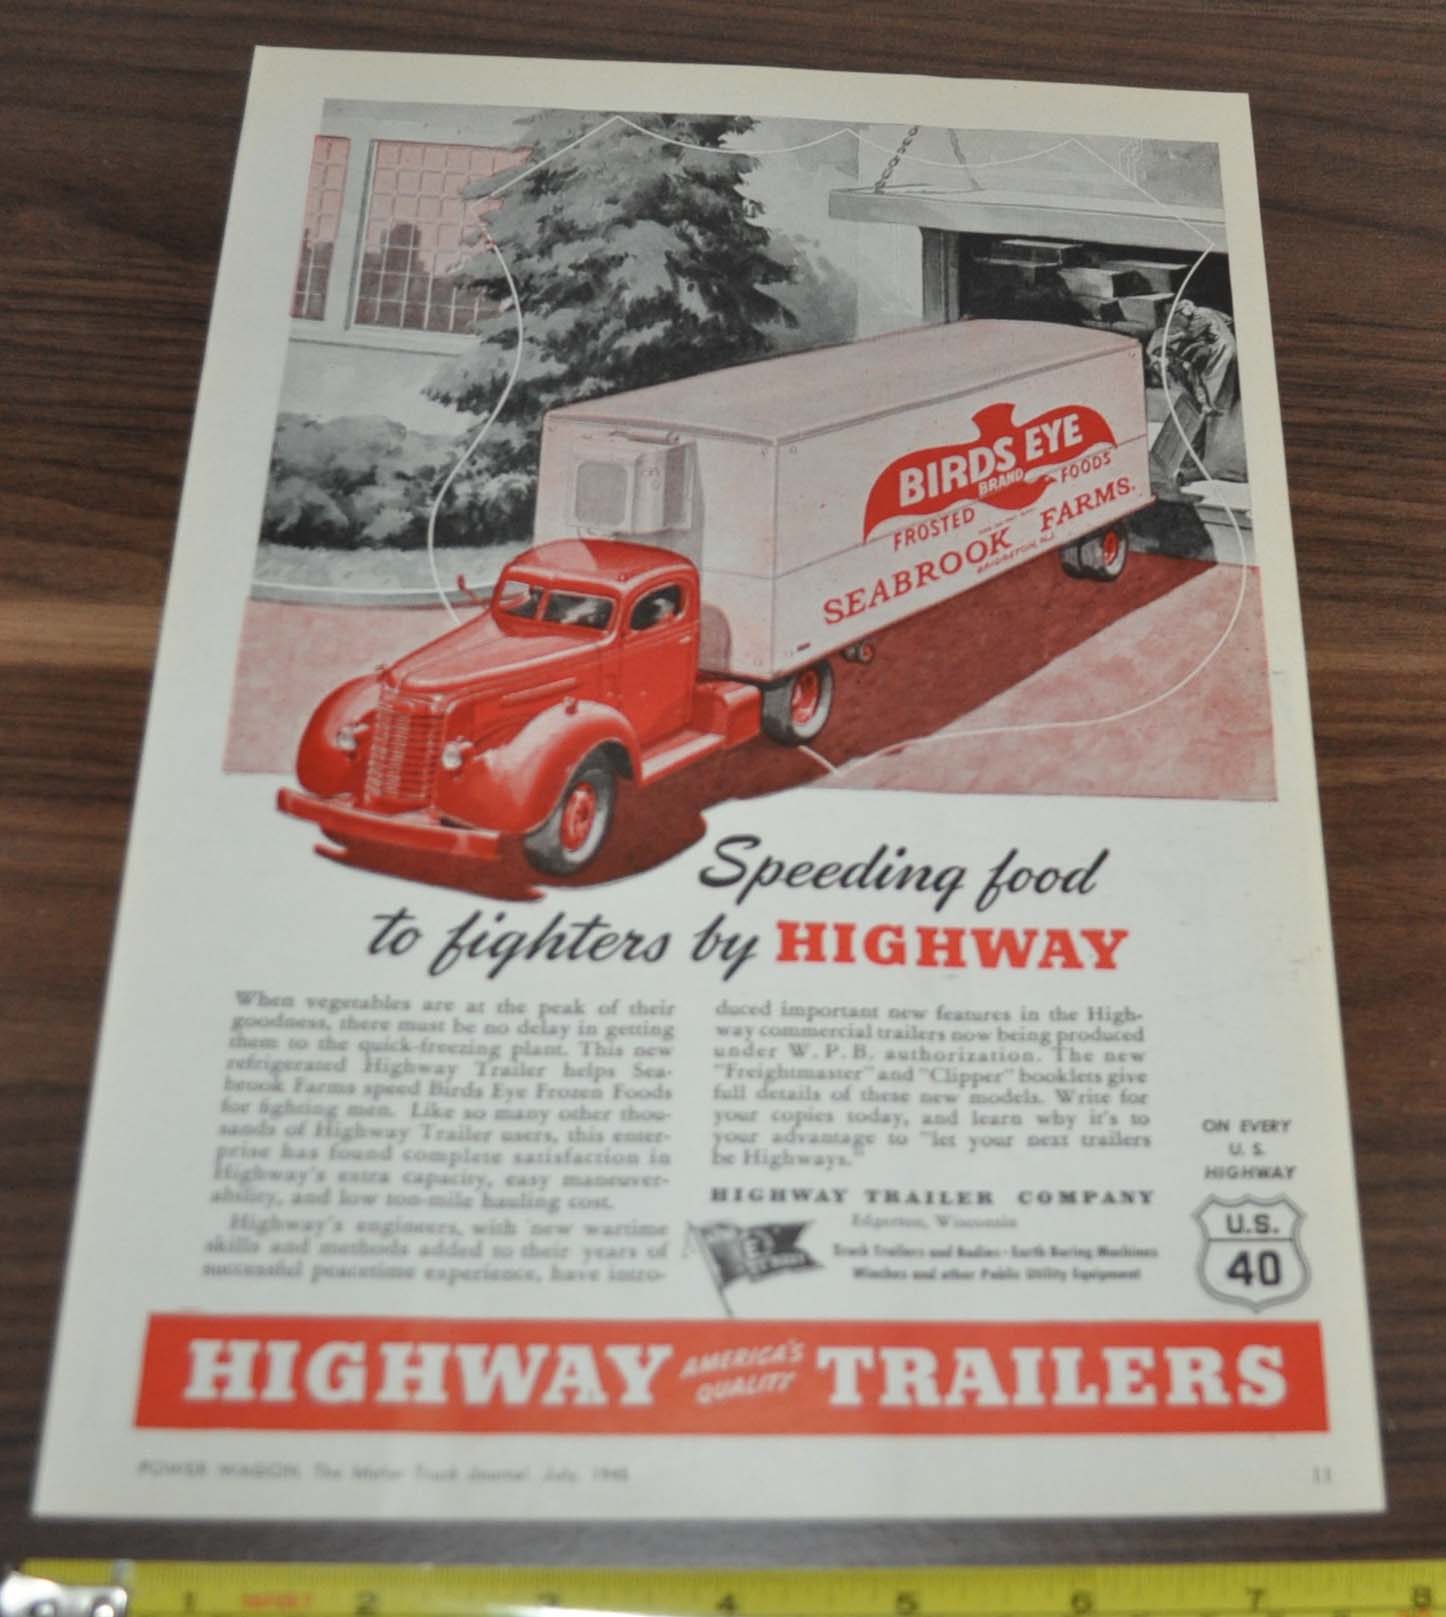 BIRDS EYE
BRAND
FROSTED FOODS
SEABROOK FARMS.
BRIDGETON, N.J.
Speeding food
to fighters by HIGHWAY
When vegetables are at the peak of their
goodness, there must be no delay in getting
them to the quick-freezing plant. This new
refrigerated Highway Trailer helps Sea-
brook Farms speed Birds Eye Frozen Foods
for fighting men. Like so many other thou-
sands of Highway Trailer users, this enter-
prise has found complete satisfaction in
Highway's extra capacity, easy maneuver-
ability, and low ton-mile hauling cost.
Highway's engineers, with new wartime
skills and methods added to their years of
successful peacetime experience, have intro-
duced important new features in the High-
way commercial trailers now being produced
under W. P. B. authorization. The new
"Freightmaster" and "Clipper" booklets give
full details of these new models. Write for
your copies today, and learn why it's to
your advantage to "let your next trailers
be Highways."
HIGHWAY TRAILER COMPANY
Edgerton, Wisconsin
Truck Trailers and Bodies • Earth Boring Machines
Winches and other Public Utility Equipment
ON EVERY
U. S.
HIGHWAY
U.S.
40
HIGHWAY AMERICA'S QUALITY TRAILERS
POWER WAGON, The Motor Truck Journal, July, 11
1 2 3 4 5 6 7 8